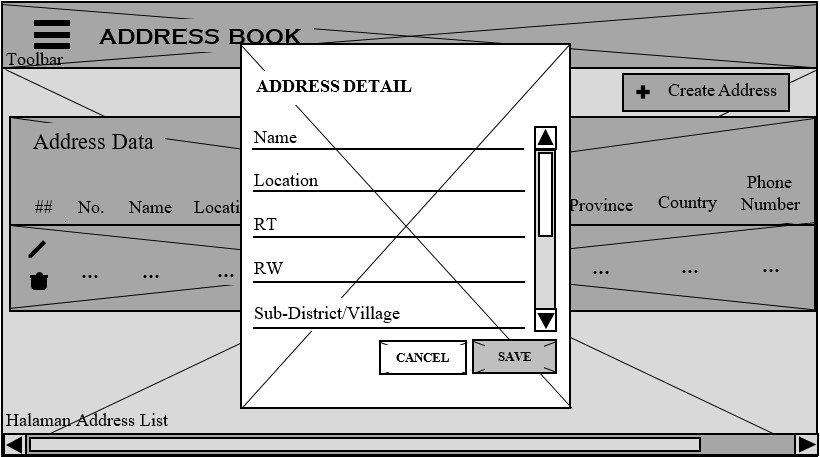 ADDRESS BOOK
Toolbar
ADDRESS DETAIL
+ Create Address
Address Data
Name
Location
RT
RW
Sub-District/Village
## No. Name Locati
Province Country Phone Number
... ... ... ... ... ...
CANCEL SAVE
Halaman Address List